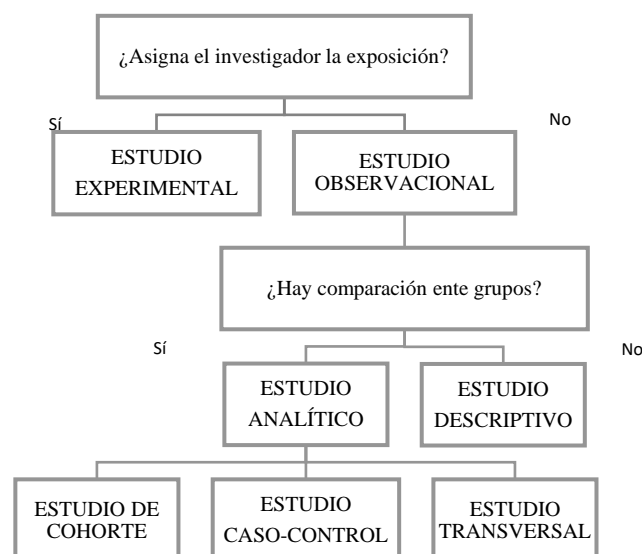 ¿Asigna el investigador la exposición?
Sí
No
ESTUDIO
EXPERIMENTAL
ESTUDIO
OBSERVACIONAL
¿Hay comparación ente grupos?
Sí
No
ESTUDIO
ANALÍTICO
ESTUDIO
DESCRIPTIVO
ESTUDIO DE
COHORTE
ESTUDIO
CASO-CONTROL
ESTUDIO
TRANSVERSAL